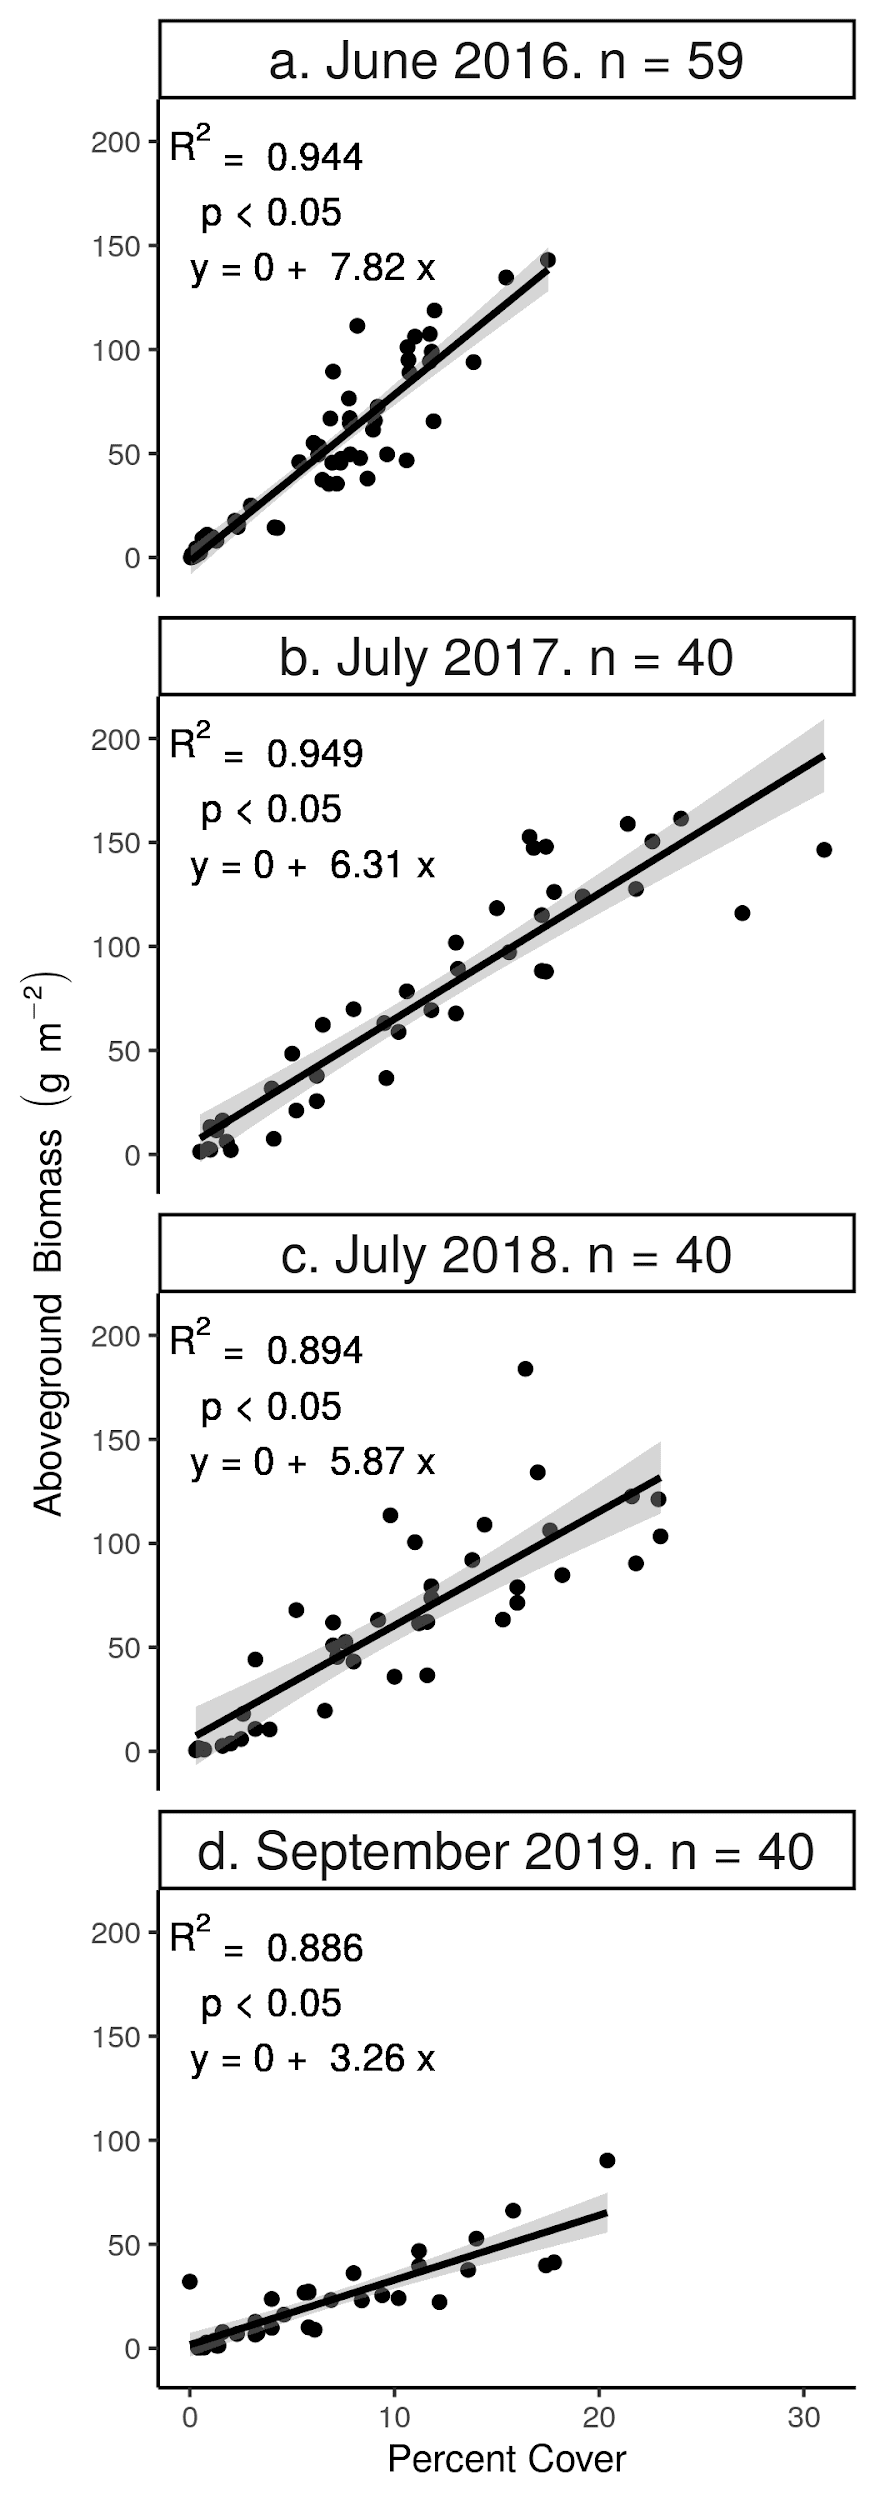 a. June 2016. n = 59
R² = 0.944
p < 0.05
y = 0 + 7.82 x
200
150
100
50
0
b. July 2017. n = 40
R² = 0.949
p < 0.05
y = 0 + 6.31 x
200
150
100
50
0
Aboveground Biomass (g m⁻²)
c. July 2018. n = 40
R² = 0.894
p < 0.05
y = 0 + 5.87 x
200
150
100
50
0
d. September 2019. n = 40
R² = 0.886
p < 0.05
y = 0 + 3.26 x
200
150
100
50
0
0 10 20 30
Percent Cover